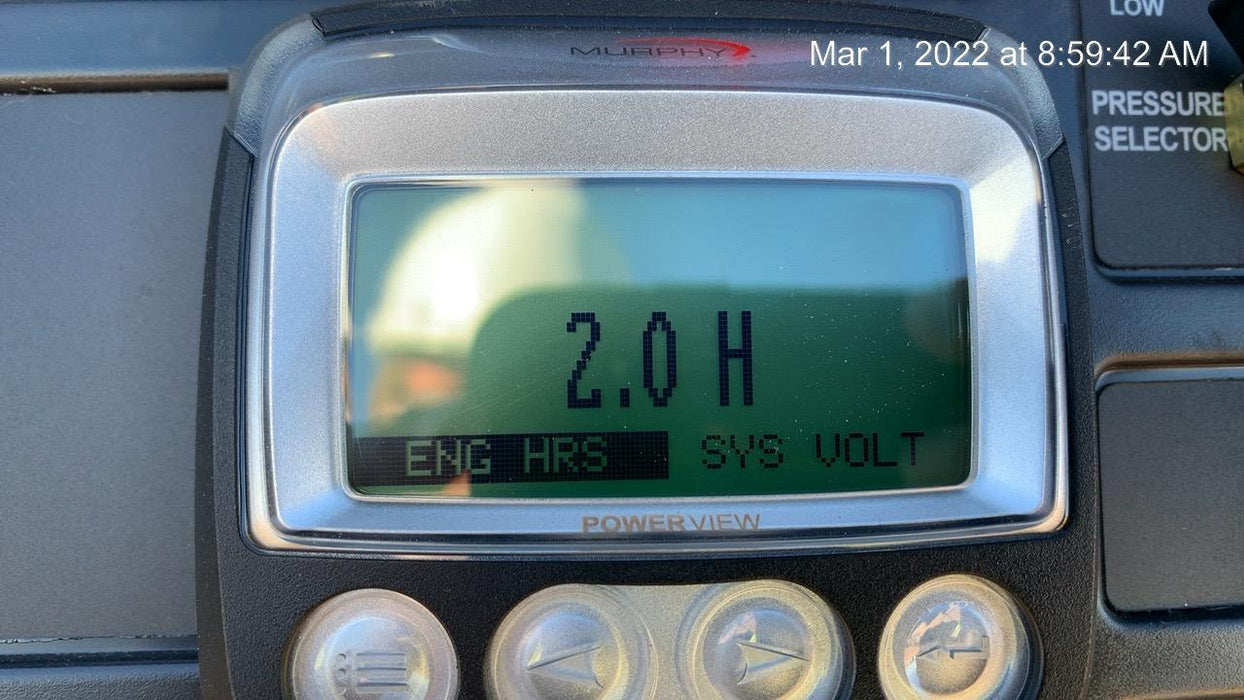 LOW
MURPHY
Mar 1, 2022 at 8:59:42 AM
PRESSURE
SELECTOR
2.0 H
ENG HRS SYS VOLT
POWERVIEW